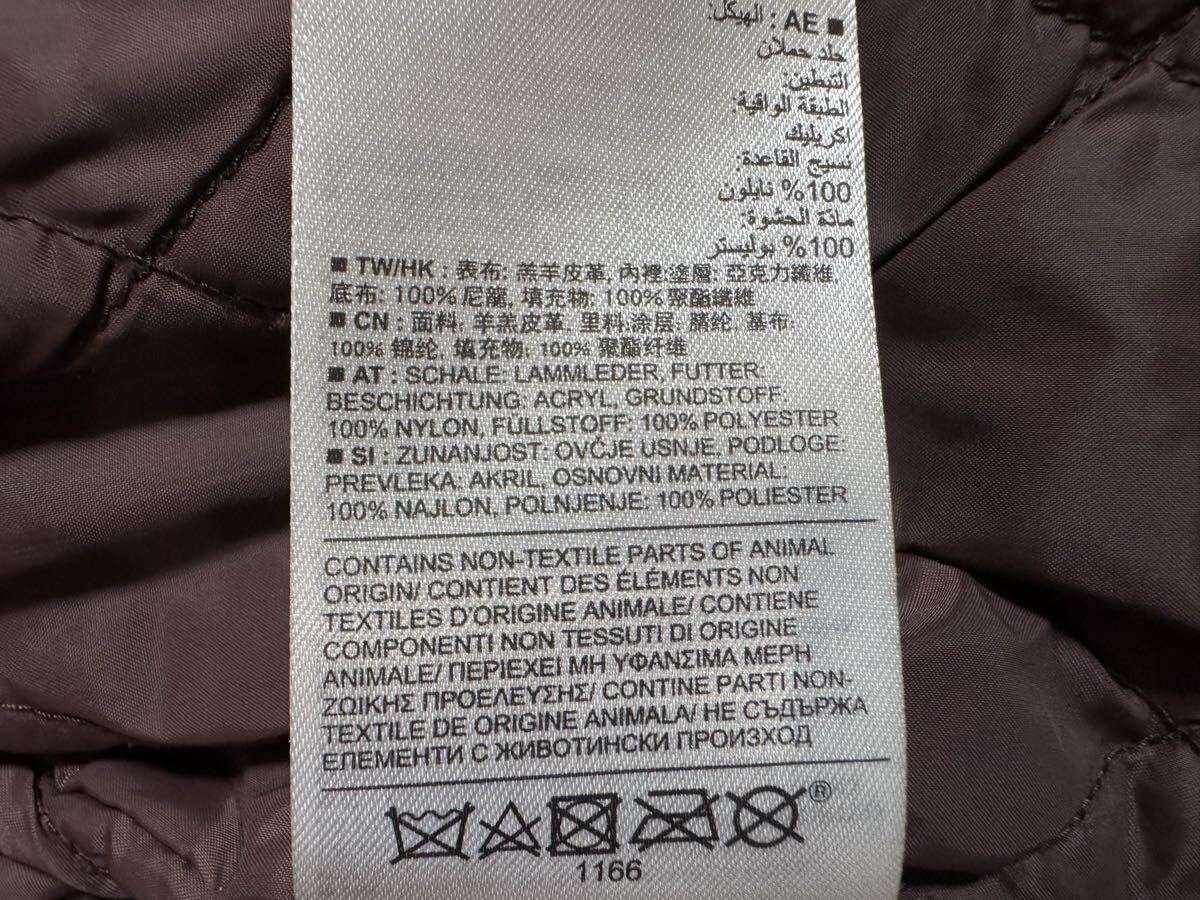 ■ AE : الهيكل:
جلد حملان
التبطين:
لطبقة الواقية:
اكريليك
نسيج القاعدة:
100% نايلون
مادة الحشوة:
100% بوليستر
■ TW/HK : 表布: 羔羊皮革, 內裡:塗層: 亞克力纖維,
底布: 100% 尼龍, 填充物: 100% 聚酯纖維
■ CN : 面料: 羊羔皮革, 里料:涂层: 腈纶, 基布:
100% 锦纶, 填充物: 100% 聚酯纤维
■ AT : SCHALE: LAMMLEDER, FUTTER:
BESCHICHTUNG: ACRYL, GRUNDSTOFF:
100% NYLON, FULLSTOFF: 100% POLYESTER
■ SI : ZUNANJOST: OVČJE USNJE, PODLOGE:
PREVLEKA: AKRIL, OSNOVNI MATERIAL:
100% NAJLON, POLNJENJE: 100% POLIESTER
CONTAINS NON-TEXTILE PARTS OF ANIMAL
ORIGIN/ CONTIENT DES ÉLÉMENTS NON
TEXTILES D'ORIGINE ANIMALE/ CONTIENE
COMPONENTI NON TESSUTI DI ORIGINE
ANIMALE/ ΠΕΡΙΕΧΕΙ ΜΗ ΥΦΑΝΣΙΜΑ ΜΕΡΗ
ΖΩΙΚΗΣ ΠΡΟΕΛΕΥΣΗΣ/ CONTINE PARTI NON-
TEXTILE DE ORIGINE ANIMALA/ НЕ СЪДЪРЖА
ЕЛЕМЕНТИ С ЖИВОТИНСКИ ПРОИЗХОД
®
1166